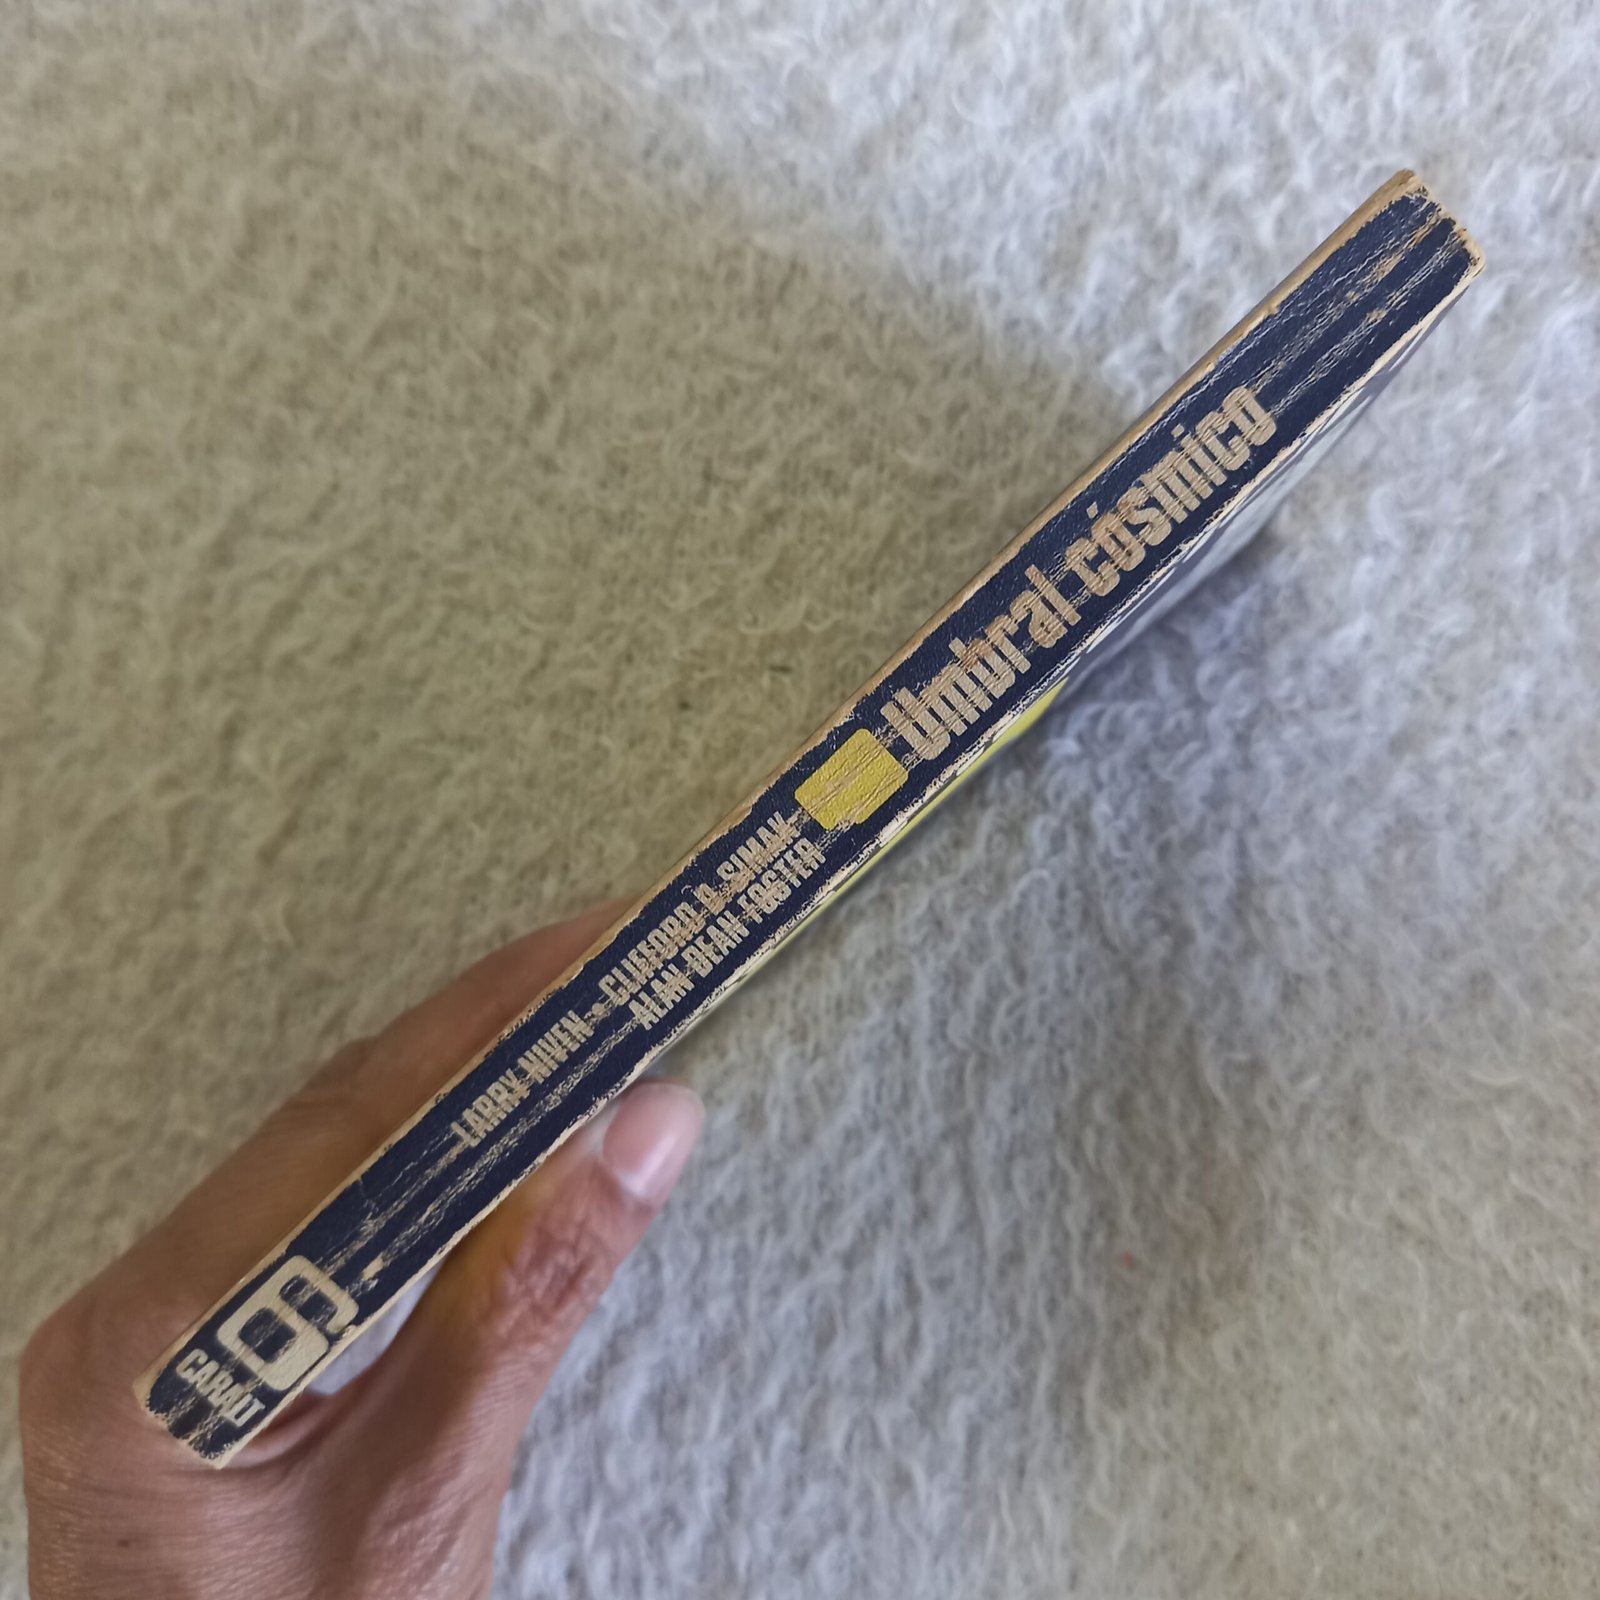 CARALT
LARRY NIVEN • CLIFFORD D. SIMAK
ALAN DEAN FOSTER
Umbral cósmico